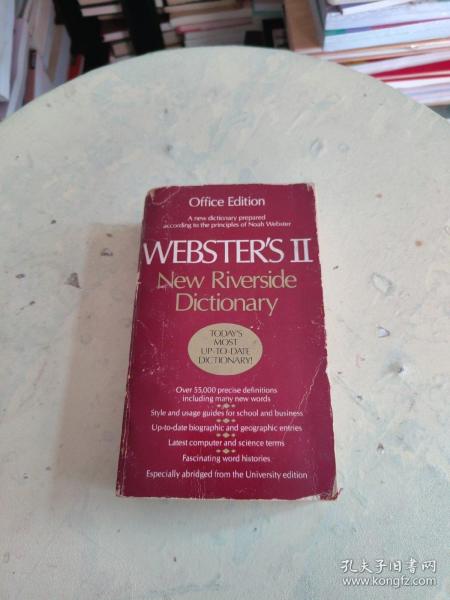 Office Edition
A new dictionary prepared
according to the principles of Noah Webster
WEBSTER'S II
New Riverside
Dictionary
TODAY'S
MOST
UP-TO-DATE
DICTIONARY!
Over 55,000 precise definitions
including many new words
Style and usage guides for school and business
Up-to-date biographic and geographic entries
Latest computer and science terms
Fascinating word histories
Especially abridged from the University edition
孔夫子旧书网
www.kongfz.com